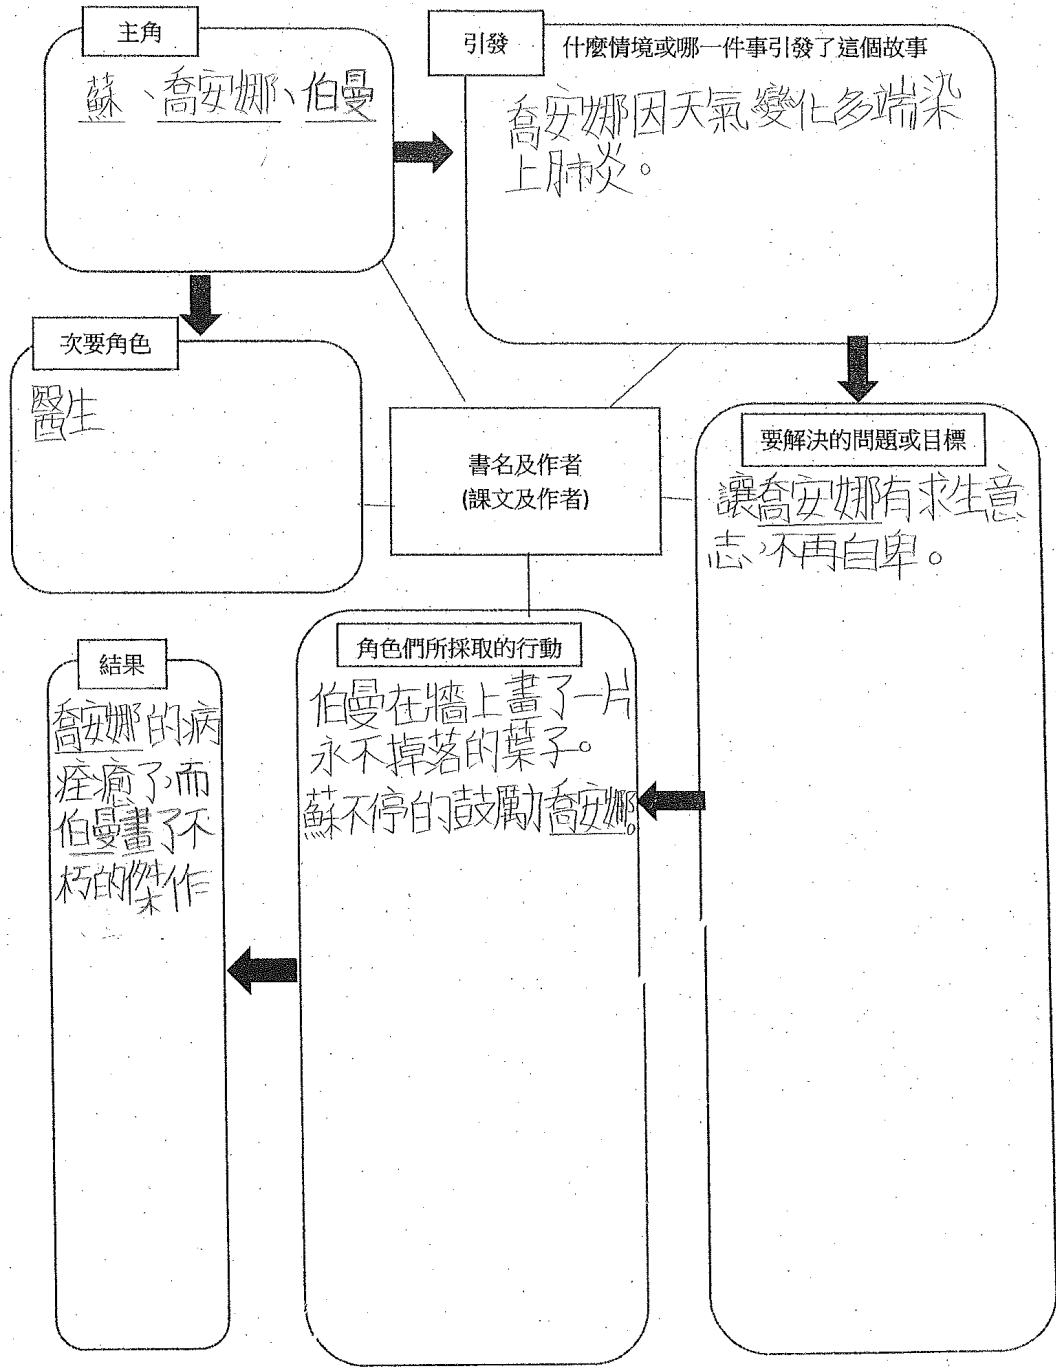 主角
蘇、喬安娜、伯曼
引發
什麼情境或哪一件事引發了這個故事
喬安娜因天氣變化多端染
上肺炎。
次要角色
醫生
書名及作者
(課文及作者)
要解決的問題或目標
讓喬安娜有求生意
志,不再自卑。
角色們所採取的行動
伯曼在牆上畫了一片
永不掉落的葉子。
蘇不停的鼓勵喬安娜。
結果
喬安娜的病
痊癒了,而
伯曼畫了不
朽的傑作